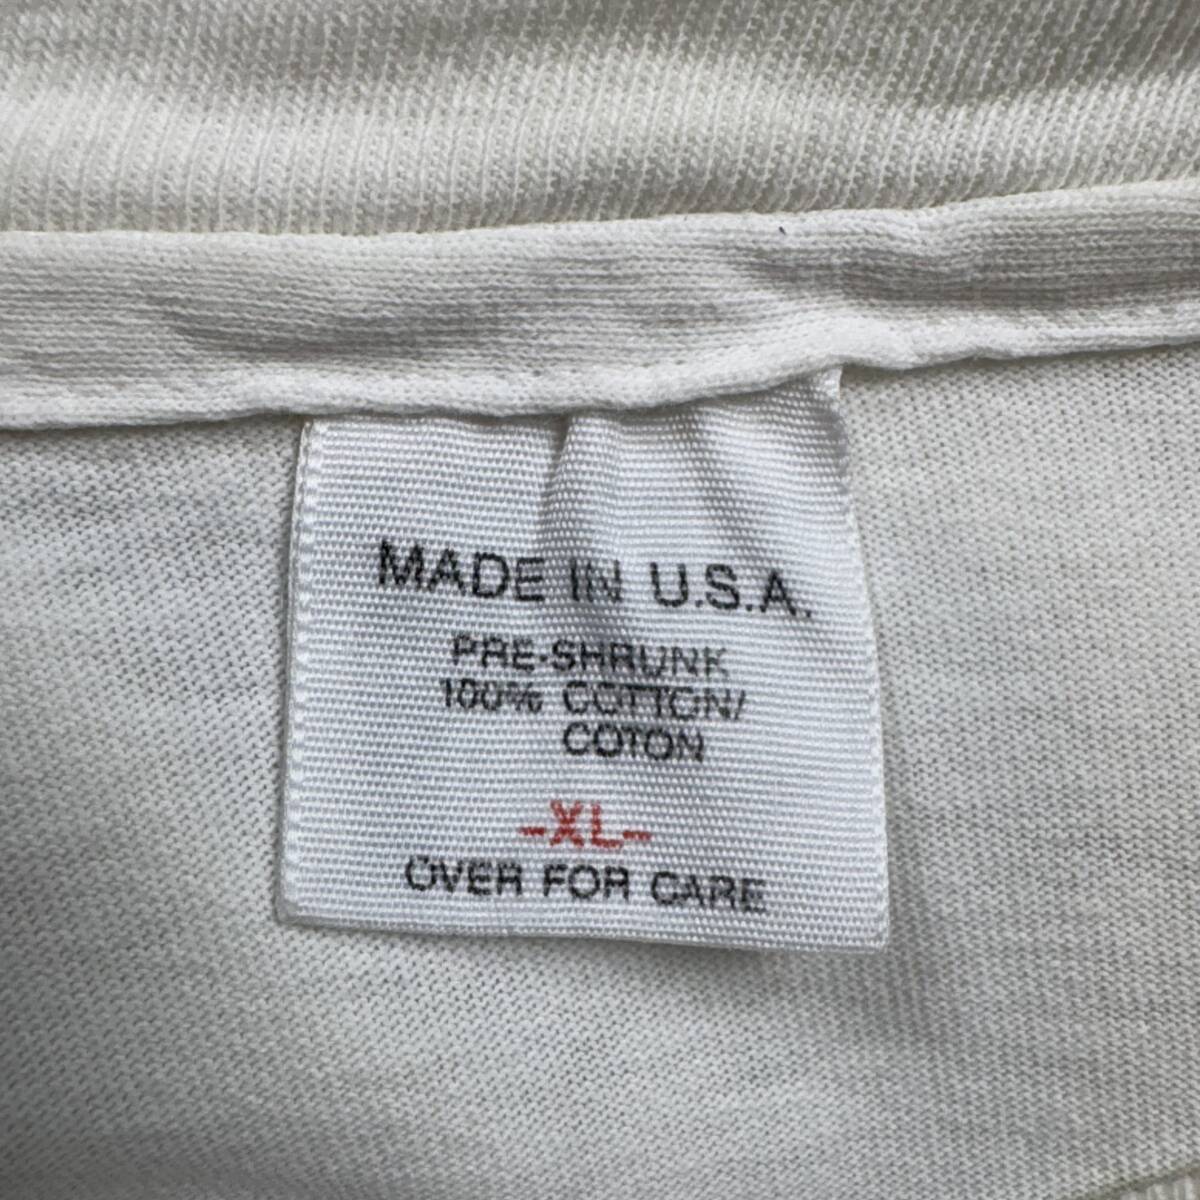 MADE IN U.S.A.
PRE-SHRUNK
100% COTTON/
COTON
-XL-
OVER FOR CARE